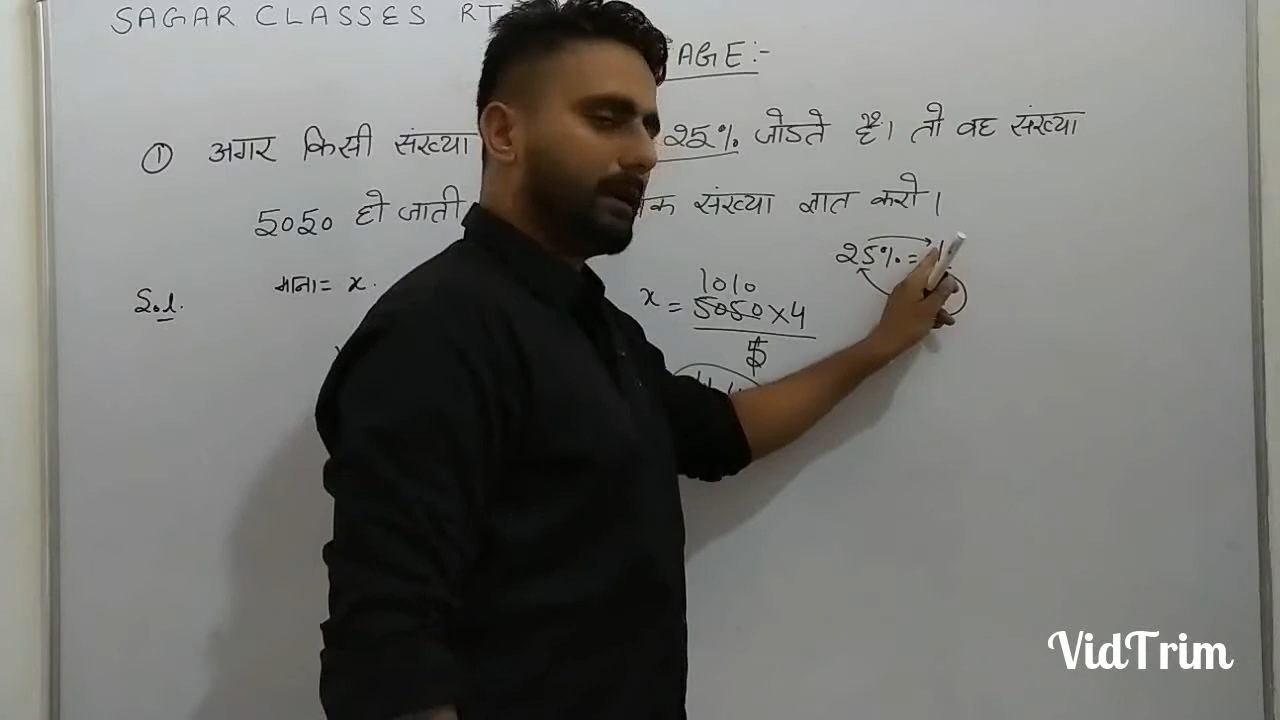 SAGAR CLASSES RT
AGE:-
① अगर किसी संख्या 25% जोडते है। तो वह संख्या
5050 हो जाती संख्या ज्ञात करो।
25% =
Sol. माना = x.
x = 5050 x 4
1010
5
VidTrim